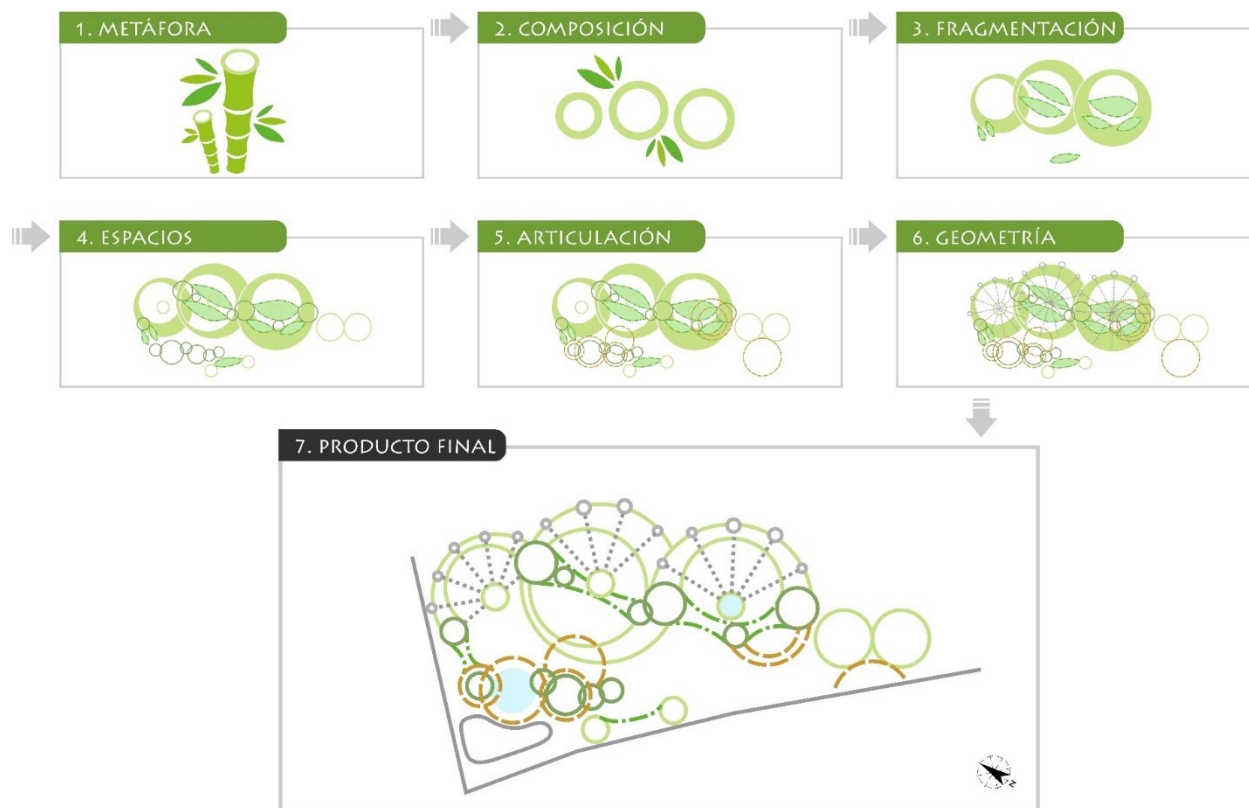 1. METÁFORA
2. COMPOSICIÓN
3. FRAGMENTACIÓN
4. ESPACIOS
5. ARTICULACIÓN
6. GEOMETRÍA
7. PRODUCTO FINAL
N